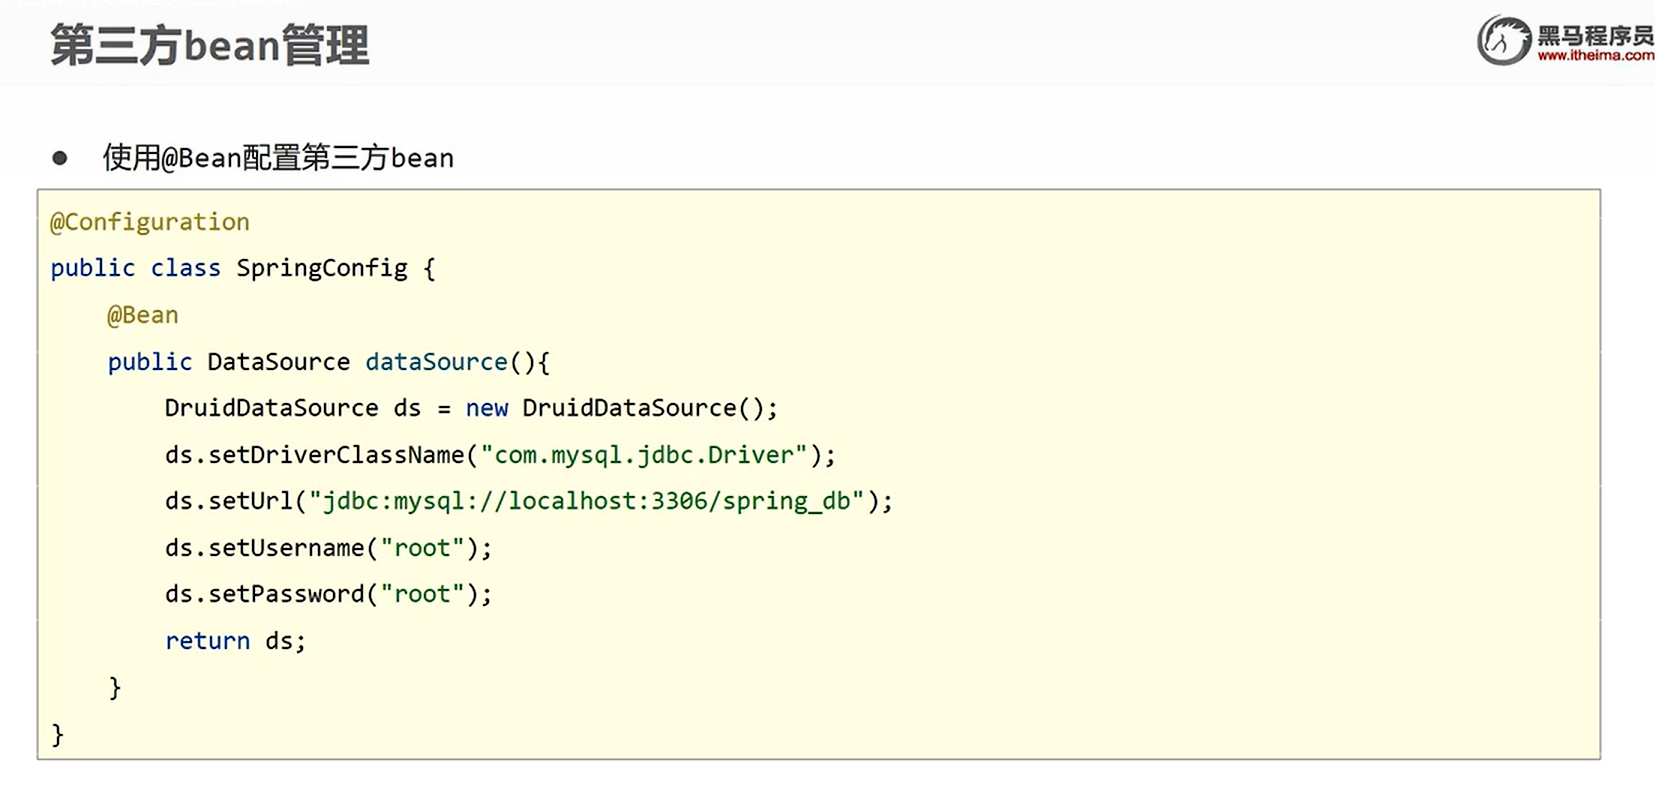 第三方bean管理
黑马程序员
www.itheima.com
● 使用@Bean配置第三方bean
@Configuration
public class SpringConfig {
    @Bean
    public DataSource dataSource(){
        DruidDataSource ds = new DruidDataSource();
        ds.setDriverClassName("com.mysql.jdbc.Driver");
        ds.setUrl("jdbc:mysql://localhost:3306/spring_db");
        ds.setUsername("root");
        ds.setPassword("root");
        return ds;
    }
}